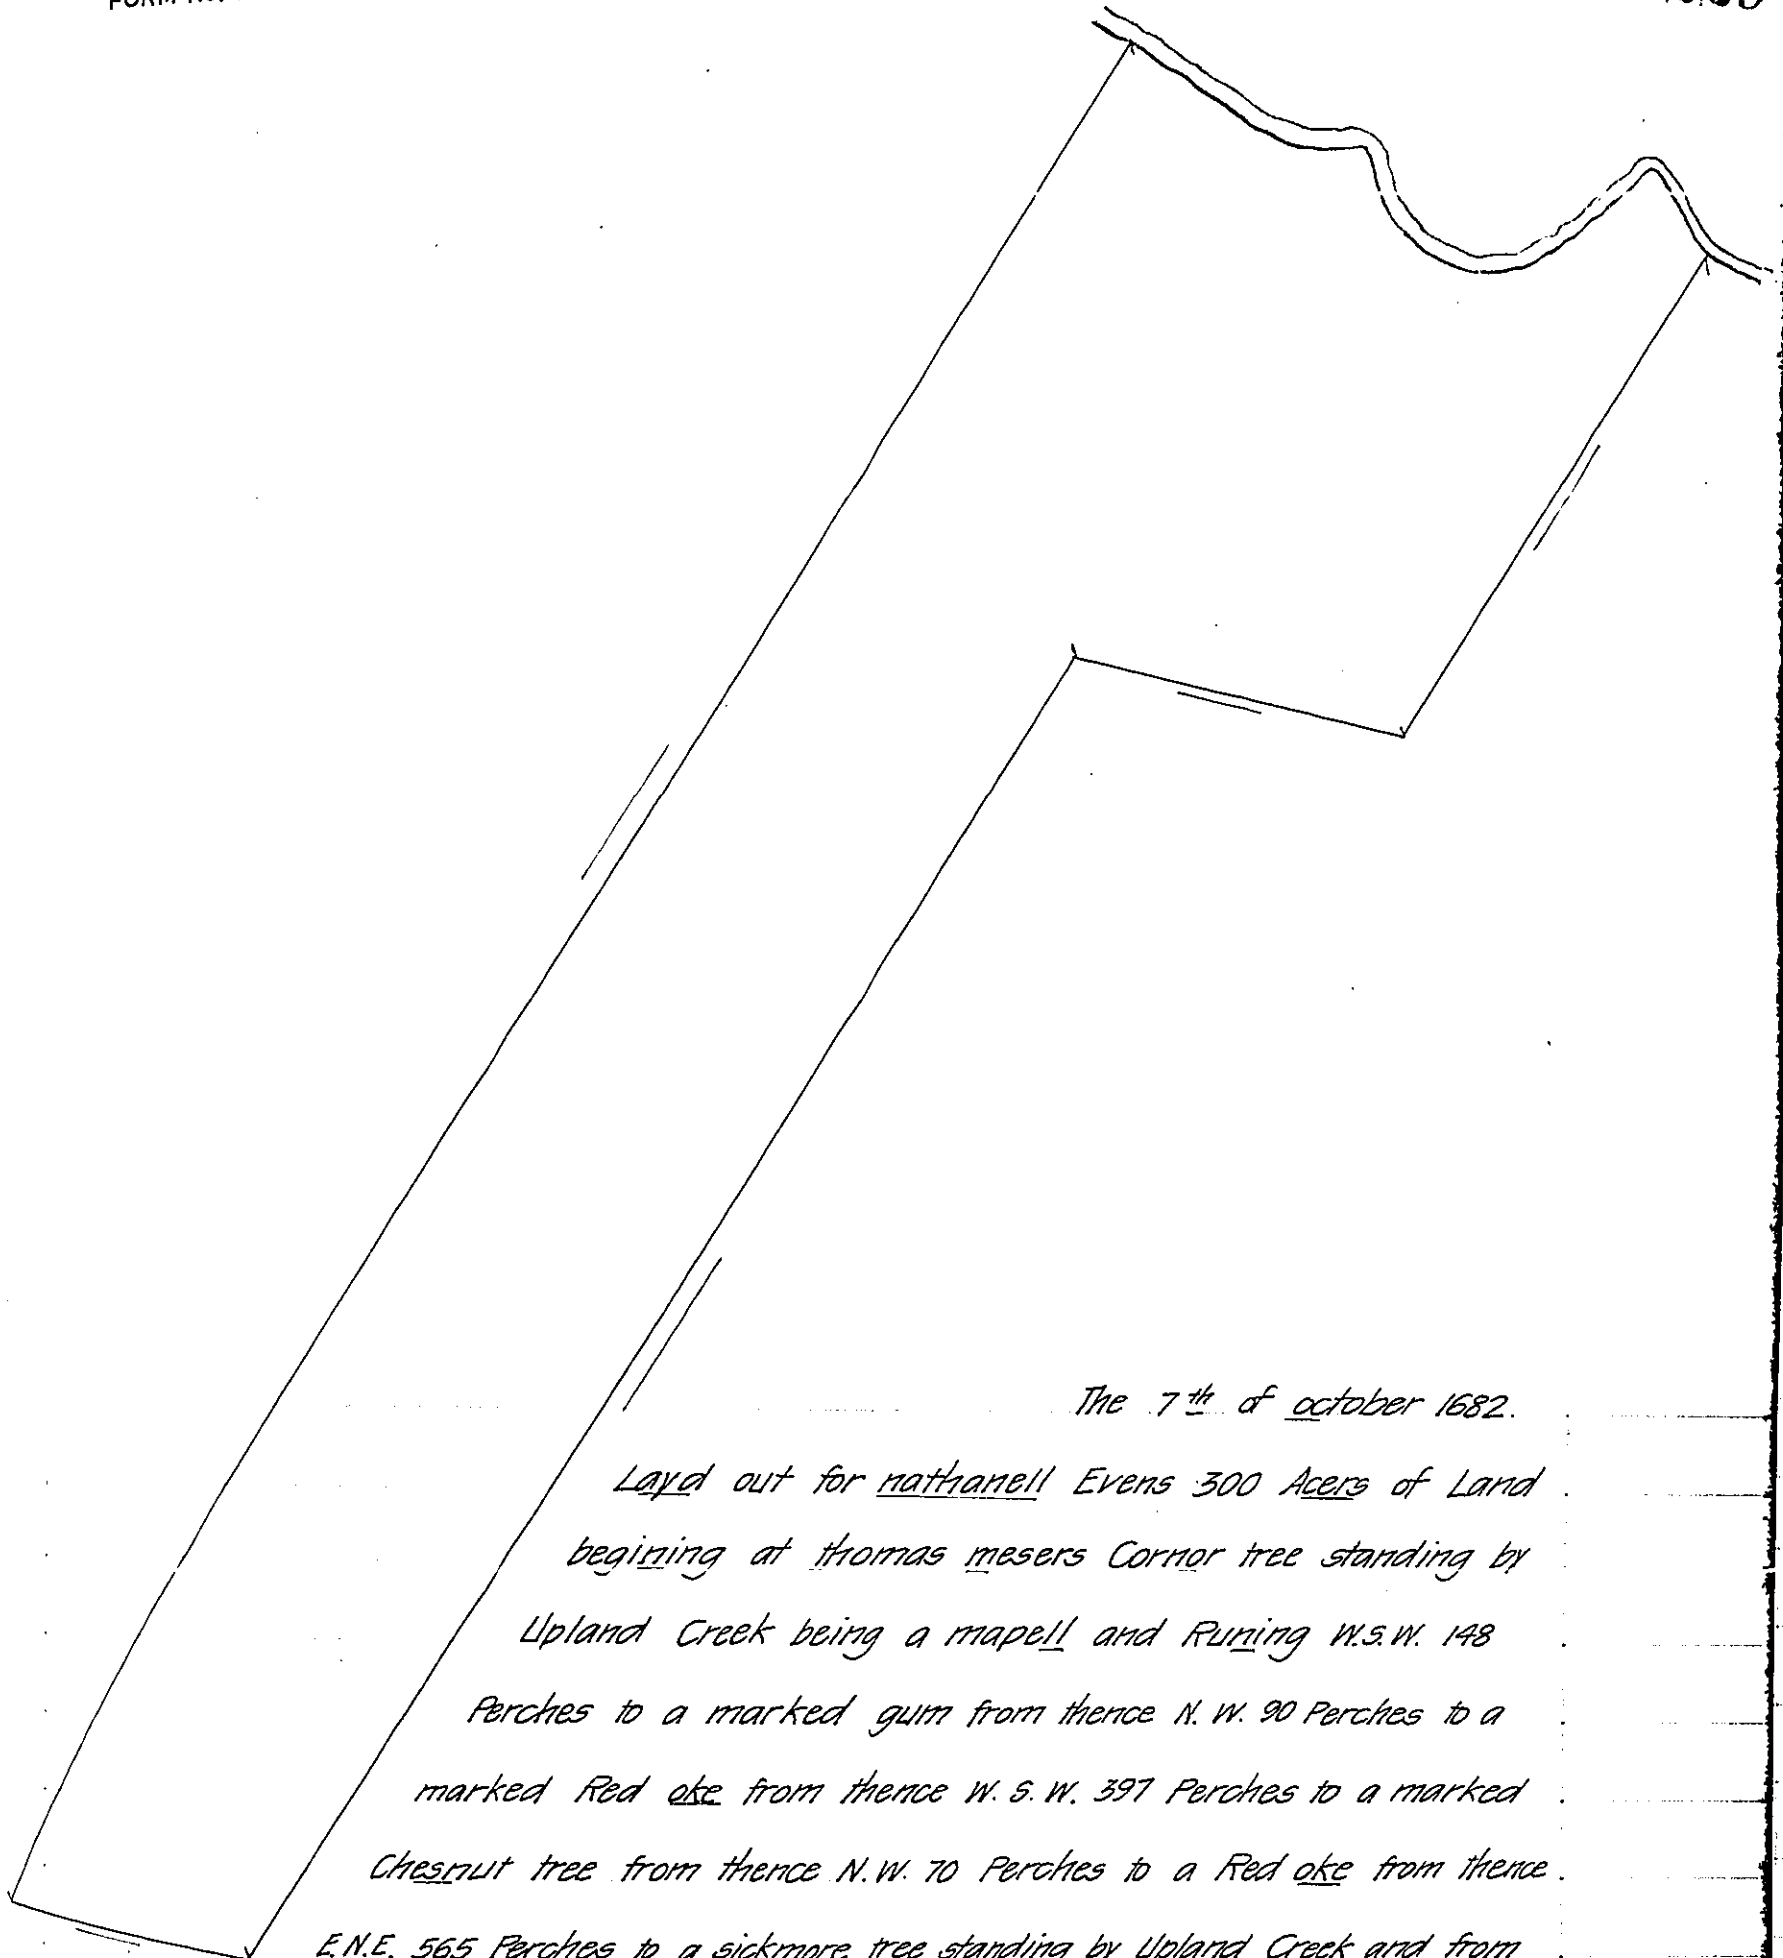 FORM
The 7th of october 1682.
Layd out for nathanell Evens 300 Acers of Land
begining at thomas mesers Cornor tree standing by
Upland Creek being a mapell and Runing W.S.W. 148
Perches to a marked gum from thence N.W. 90 Perches to a
marked Red oke from thence W.S.W. 397 Perches to a marked
Chesnut tree from thence N.W. 70 Perches to a Red oke from thence
E.N.E. 565 Perches to a sickmore tree standing by Upland Creek and from